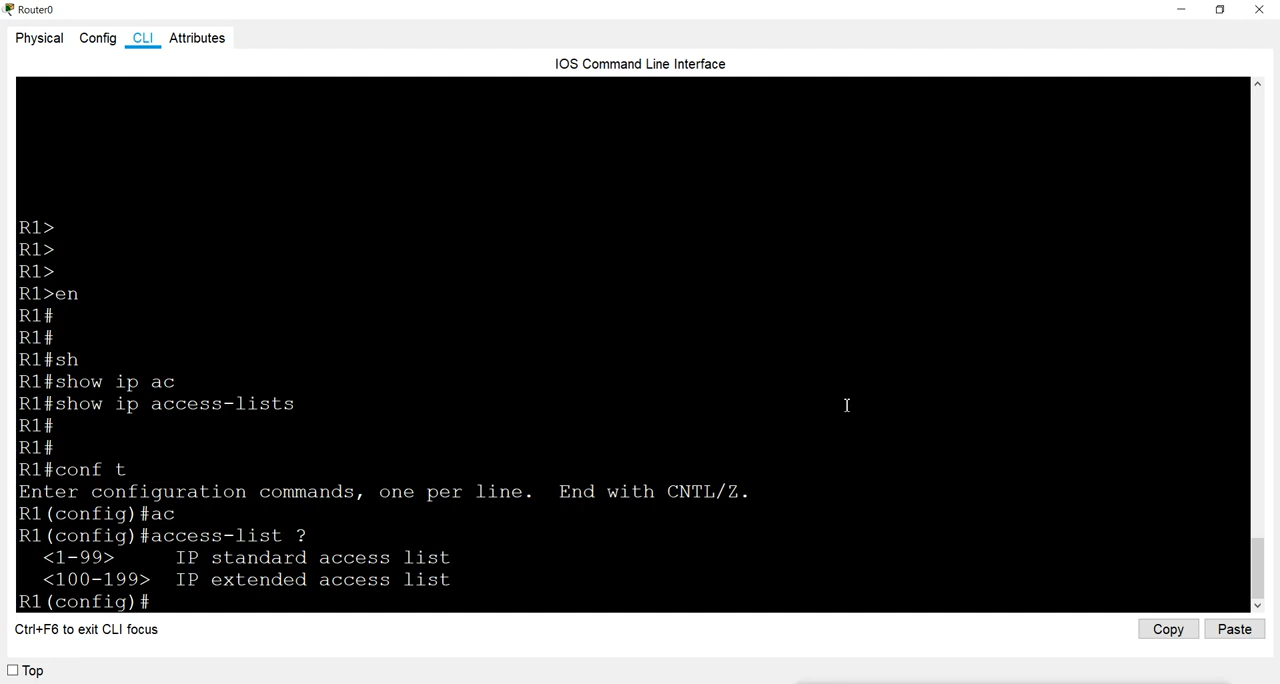 Router0
Physical Config CLI Attributes
IOS Command Line Interface
R1>
R1>
R1>
R1>en
R1#
R1#
R1#sh
R1#show ip ac
R1#show ip access-lists
R1#
R1#
R1#conf t
Enter configuration commands, one per line.  End with CNTL/Z.
R1(config)#ac
R1(config)#access-list ?
  <1-99>     IP standard access list
  <100-199>  IP extended access list
R1(config)#
Ctrl+F6 to exit CLI focus
Copy Paste
Top